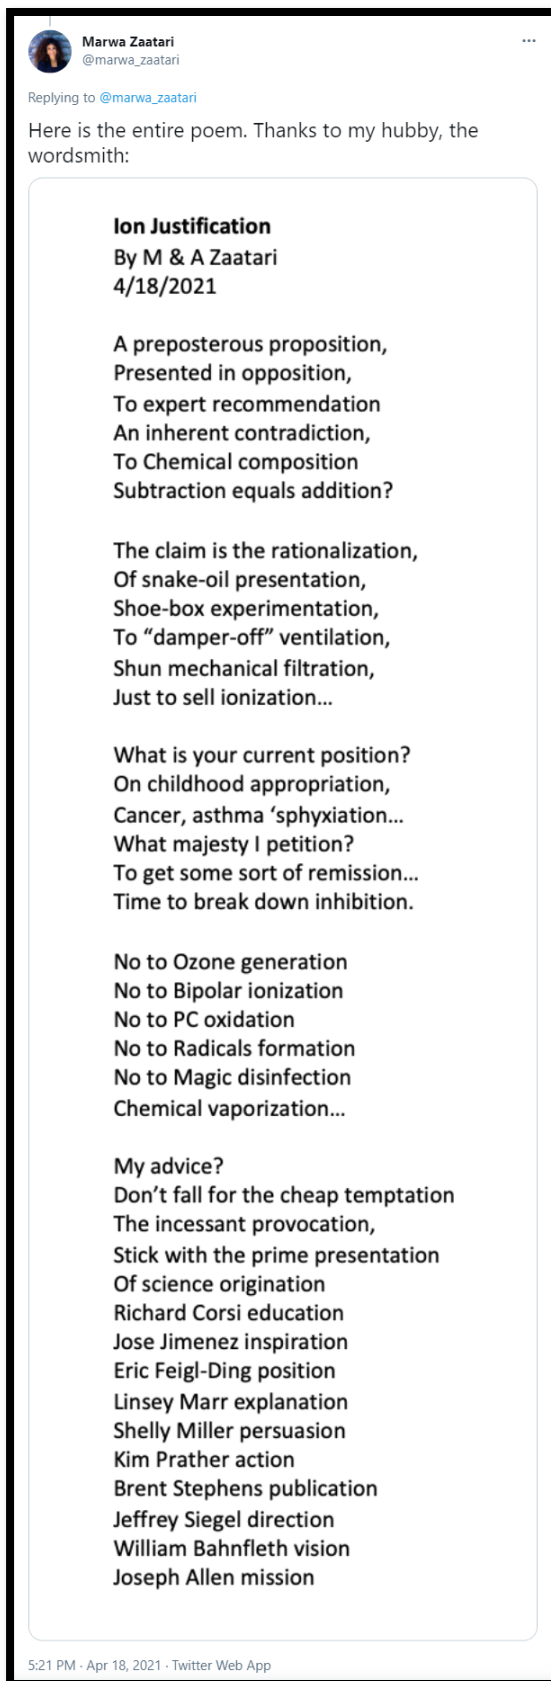 Marwa Zaatari
@marwa_zaatari
Replying to @marwa_zaatari
Here is the entire poem. Thanks to my hubby, the
wordsmith:
Ion Justification
By M & A Zaatari
4/18/2021
A preposterous proposition,
Presented in opposition,
To expert recommendation
An inherent contradiction,
To Chemical composition
Subtraction equals addition?
The claim is the rationalization,
Of snake-oil presentation,
Shoe-box experimentation,
To “damper-off” ventilation,
Shun mechanical filtration,
Just to sell ionization...
What is your current position?
On childhood appropriation,
Cancer, asthma ‘sphyxiation...
What majesty I petition?
To get some sort of remission...
Time to break down inhibition.
No to Ozone generation
No to Bipolar ionization
No to PC oxidation
No to Radicals formation
No to Magic disinfection
Chemical vaporization...
My advice?
Don’t fall for the cheap temptation
The incessant provocation,
Stick with the prime presentation
Of science origination
Richard Corsi education
Jose Jimenez inspiration
Eric Feigl-Ding position
Linsey Marr explanation
Shelly Miller persuasion
Kim Prather action
Brent Stephens publication
Jeffrey Siegel direction
William Bahnfleth vision
Joseph Allen mission
5:21 PM · Apr 18, 2021 · Twitter Web App